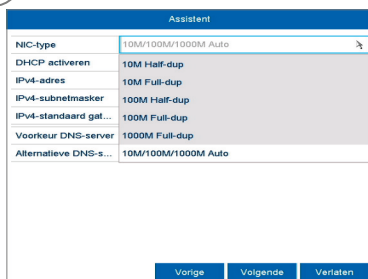 Assistent
NIC-type 10M/100M/1000M Auto
DHCP activeren 10M Half-dup
IPv4-adres 10M Full-dup
IPv4-subnetmasker 100M Half-dup
IPv4-standaard gat... 100M Full-dup
Voorkeur DNS-server 1000M Full-dup
Alternatieve DNS-s... 10M/100M/1000M Auto
Vorige Volgende Verlaten